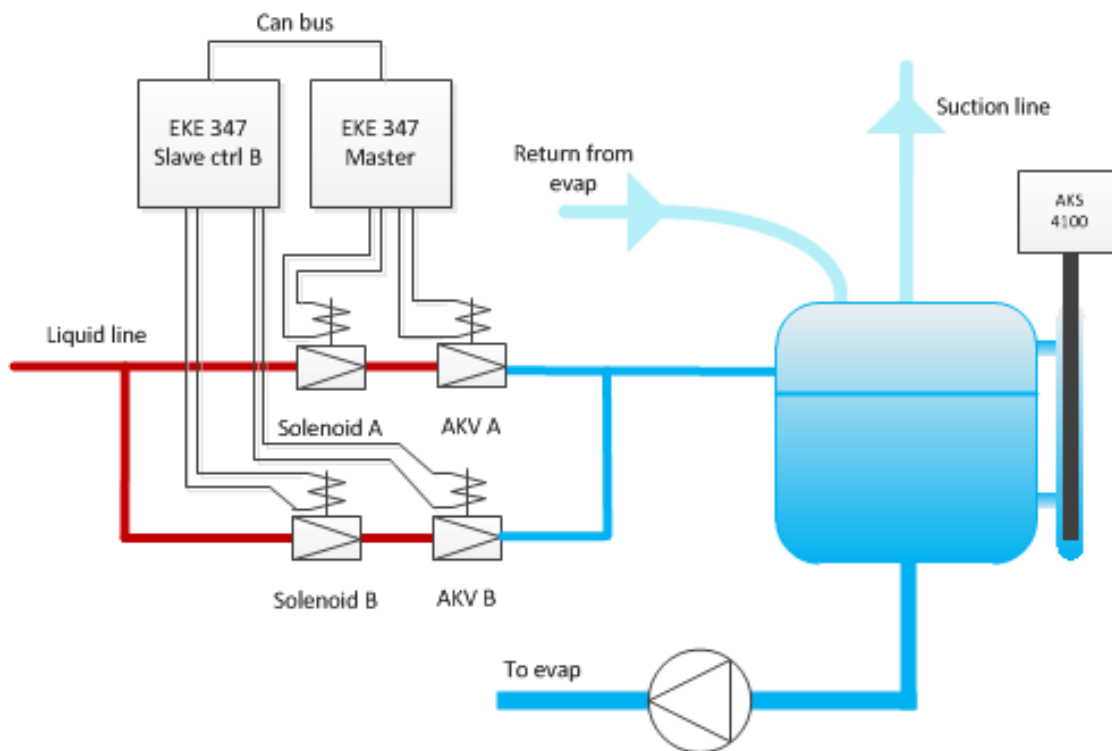 Can bus
EKE 347
Slave ctrl B
EKE 347
Master
Return from
evap
Suction line
AKS
4100
Liquid line
Solenoid A
AKV A
Solenoid B
AKV B
To evap